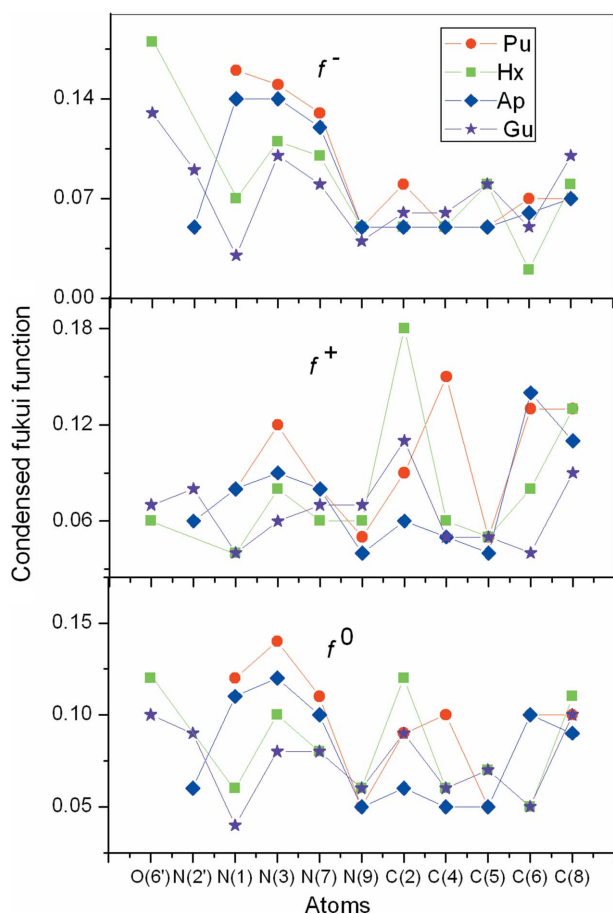 f -
Pu
Hx
Ap
Gu
0.14
0.07
0.00
f +
0.18
0.12
0.06
f 0
0.15
0.10
0.05
Condensed fukui function
O(6') N(2') N(1) N(3) N(7) N(9) C(2) C(4) C(5) C(6) C(8)
Atoms